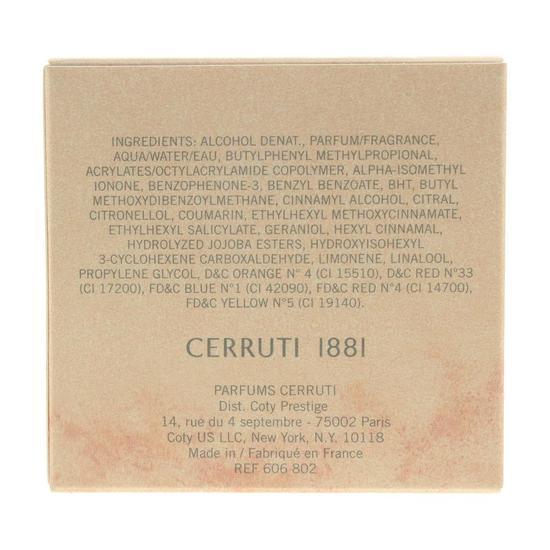 INGREDIENTS: ALCOHOL DENAT., PARFUM/FRAGRANCE,
AQUA/WATER/EAU, BUTYLPHENYL METHYLPROPIONAL,
ACRYLATES/OCTYLACRYLAMIDE COPOLYMER, ALPHA-ISOMETHYL
IONONE, BENZOPHENONE-3, BENZYL BENZOATE, BHT, BUTYL
METHOXYDIBENZOYLMETHANE, CINNAMYL ALCOHOL, CITRAL,
CITRONELLOL, COUMARIN, ETHYLHEXYL METHOXYCINNAMATE,
ETHYLHEXYL SALICYLATE, GERANIOL, HEXYL CINNAMAL,
HYDROLYZED JOJOBA ESTERS, HYDROXYISOHEXYL
3-CYCLOHEXENE CARBOXALDEHYDE, LIMONENE, LINALOOL,
PROPYLENE GLYCOL, D&C ORANGE N° 4 (CI 15510), D&C RED N°33
(CI 17200), FD&C BLUE N°1 (CI 42090), FD&C RED N°4 (CI 14700),
FD&C YELLOW N°5 (CI 19140).
CERRUTI 1881
PARFUMS CERRUTI
Dist. Coty Prestige
14, rue du 4 septembre - 75002 Paris
Coty US LLC, New York, N.Y. 10118
Made in / Fabriqué en France
REF 606 802